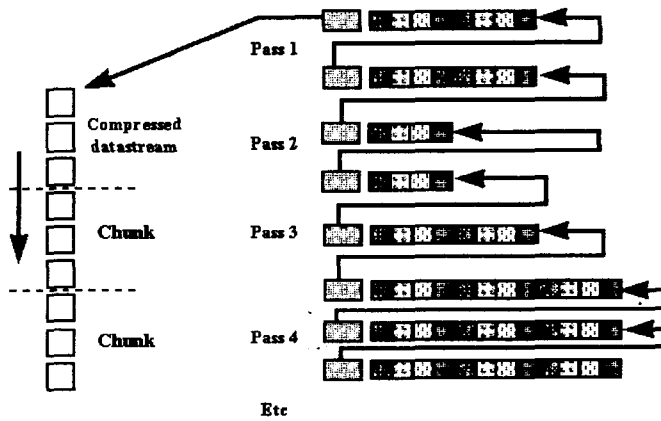 Pass 1
Compressed
datastream
Pass 2
Chunk
Pass 3
Chunk
Pass 4
Etc